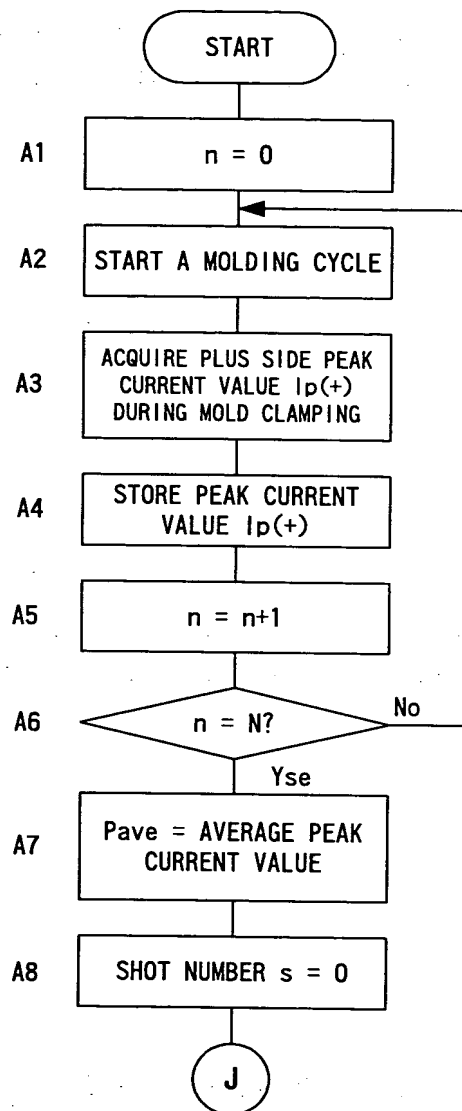 START
A1
n = 0
A2
START A MOLDING CYCLE
A3
ACQUIRE PLUS SIDE PEAK
CURRENT VALUE Ip(+)
DURING MOLD CLAMPING
A4
STORE PEAK CURRENT
VALUE Ip(+)
A5
n = n+1
A6
n = N?
No
Yse
A7
Pave = AVERAGE PEAK
CURRENT VALUE
A8
SHOT NUMBER s = 0
J